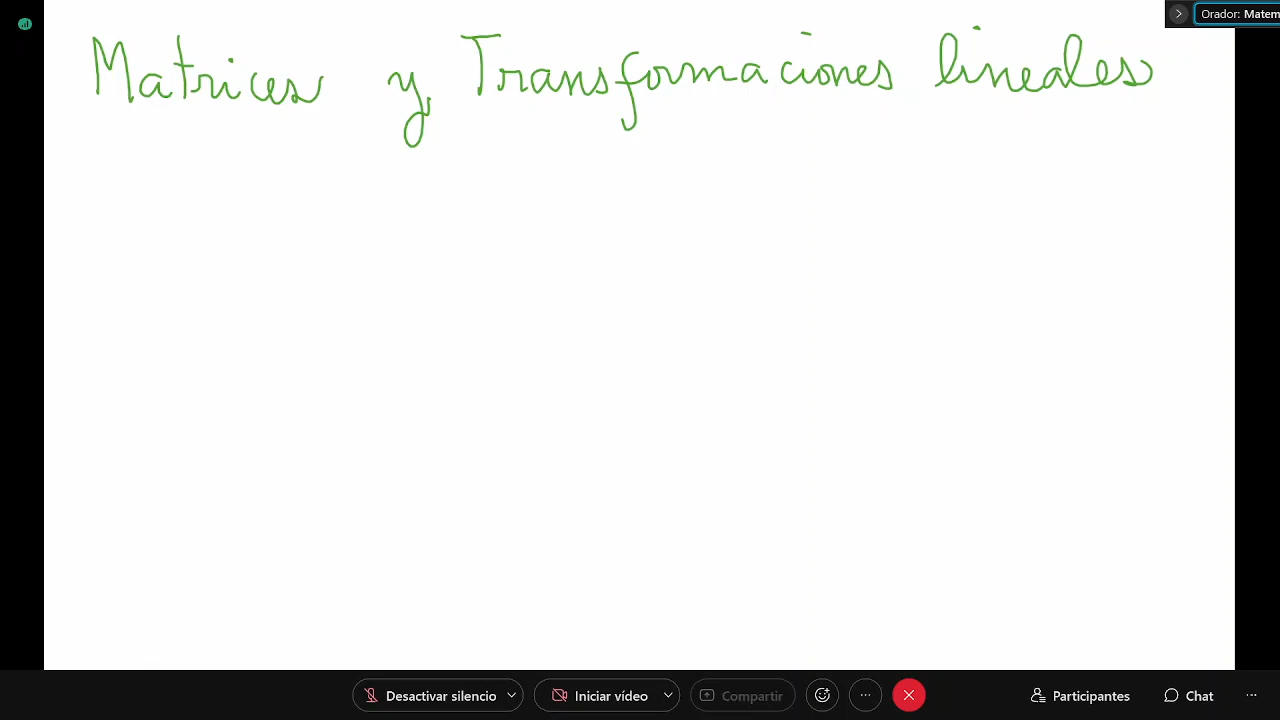 Orador: Matem
Matrices y Transformaciones lineales
Desactivar silencio
Iniciar vídeo
Compartir
Participantes
Chat